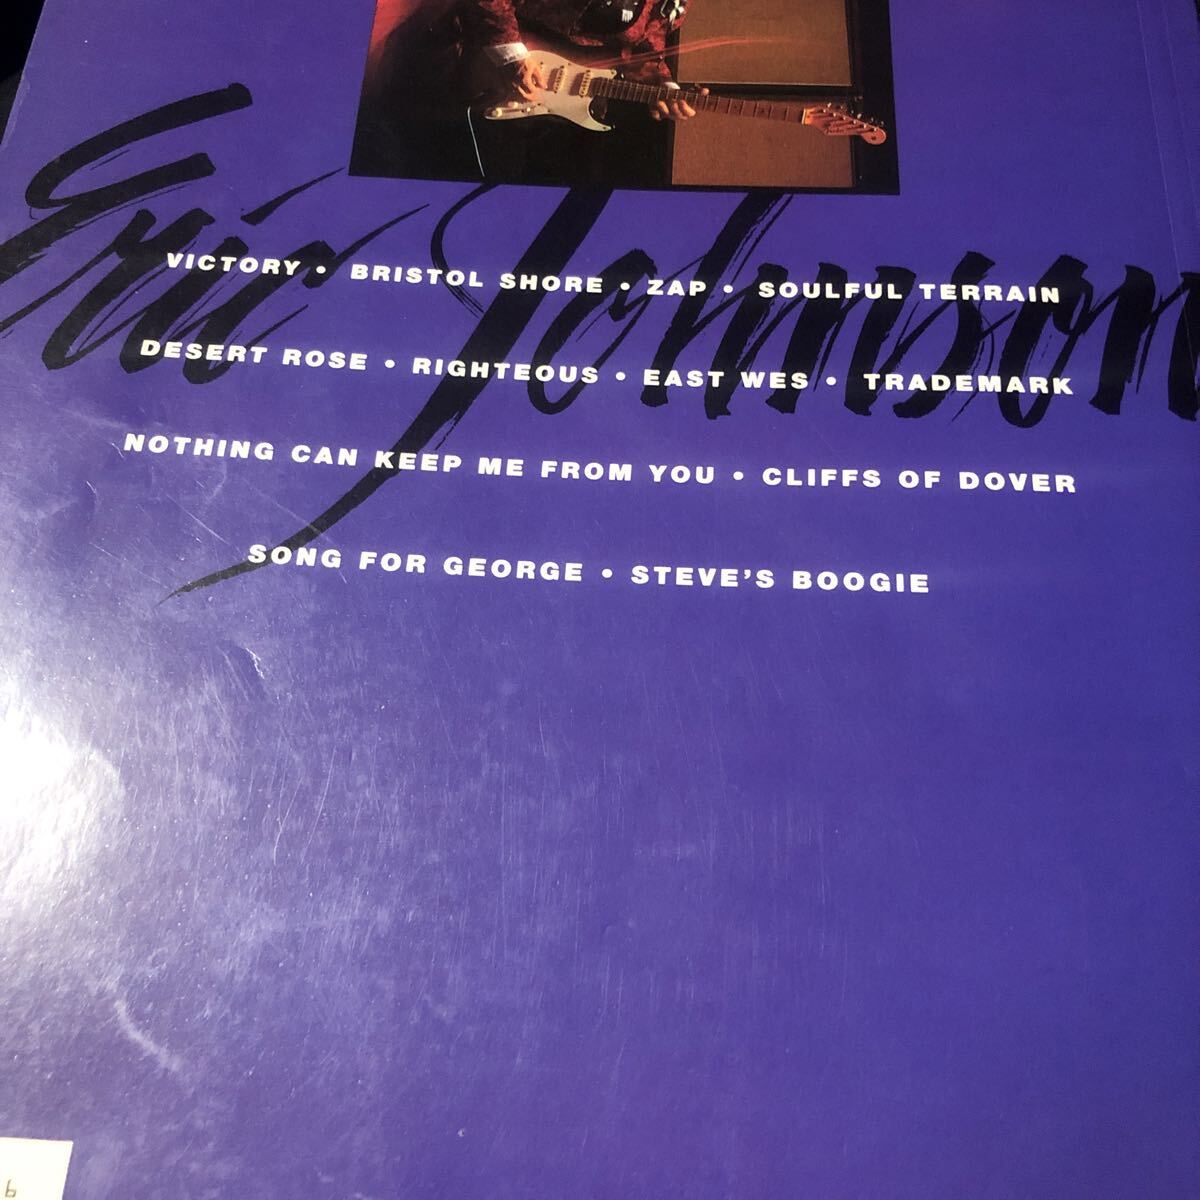 Eric Johnson
VICTORY • BRISTOL SHORE • ZAP • SOULFUL TERRAIN
DESERT ROSE • RIGHTEOUS • EAST WES • TRADEMARK
NOTHING CAN KEEP ME FROM YOU • CLIFFS OF DOVER
SONG FOR GEORGE • STEVE'S BOOGIE
6